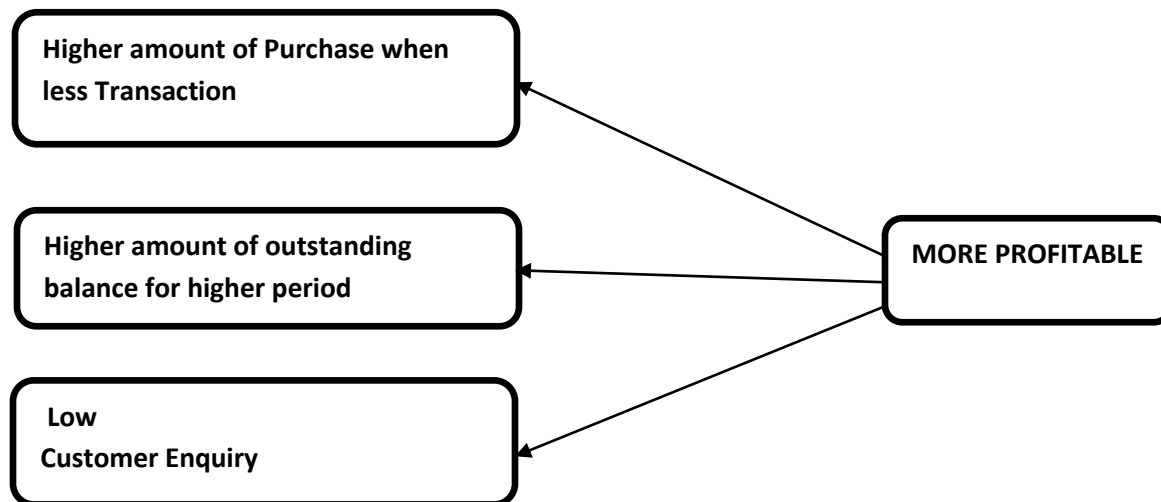 Higher amount of Purchase when
less Transaction
Higher amount of outstanding
balance for higher period
MORE PROFITABLE
Low
Customer Enquiry